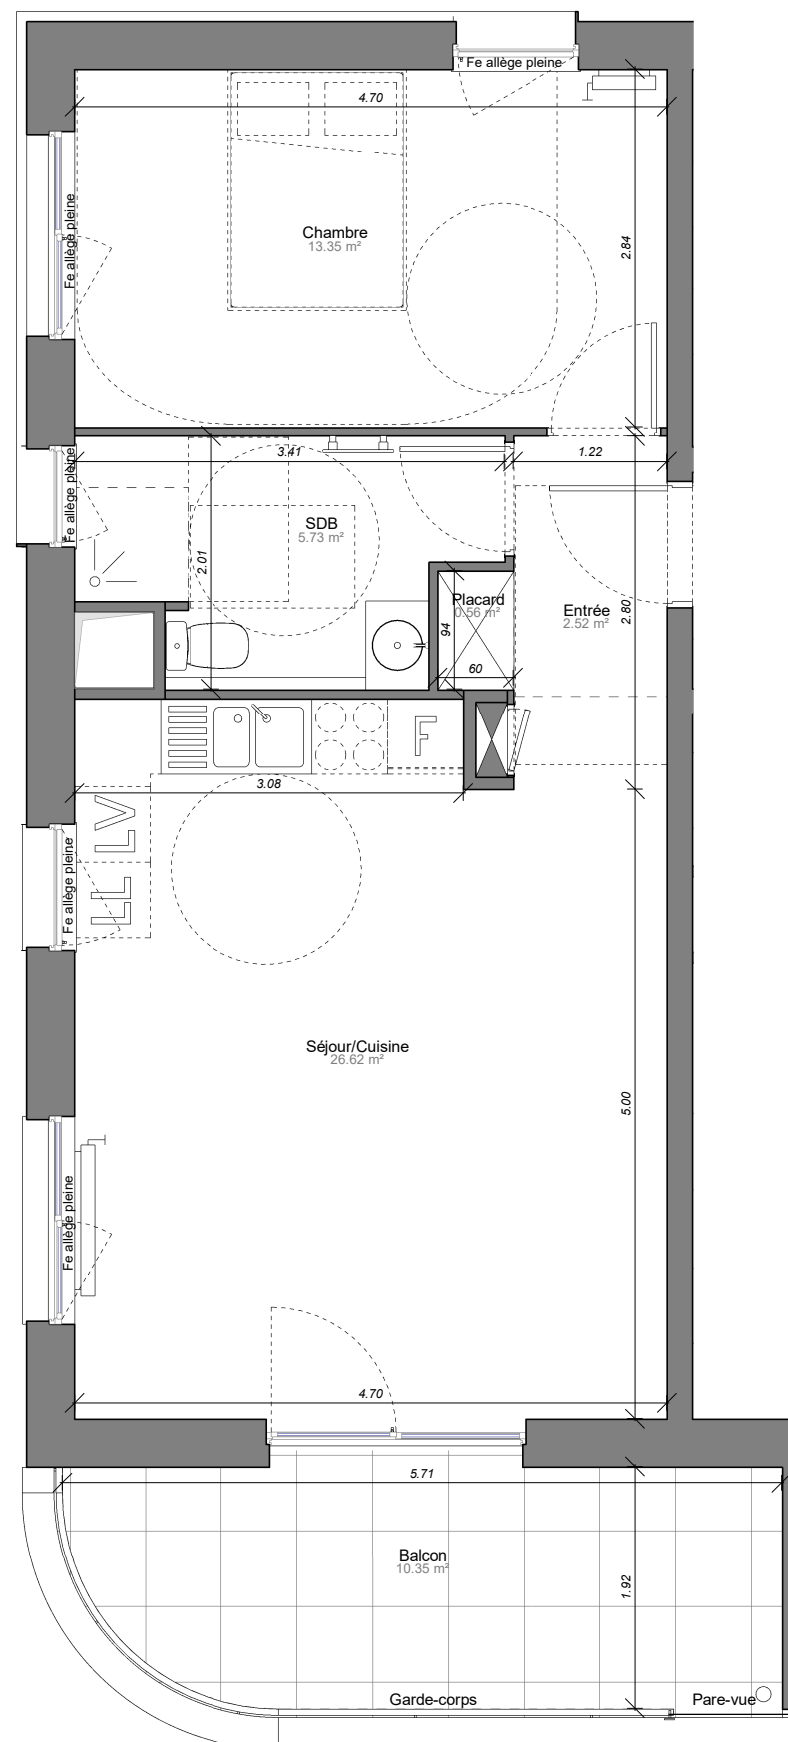 Fe allège pleine
4.70
Fe allège pleine
Chambre
13.35 m²
2.84
3.41
1.22
Fe allège pleine
SDB
5.73 m²
2.01
Placard
0.56 m²
94
60
Entrée
2.52 m²
2.80
F
3.08
LV
LL
Fe allège pleine
Séjour/Cuisine
26.62 m²
5.00
Fe allège pleine
4.70
5.71
Balcon
10.35 m²
1.92
Garde-corps
Pare-vue